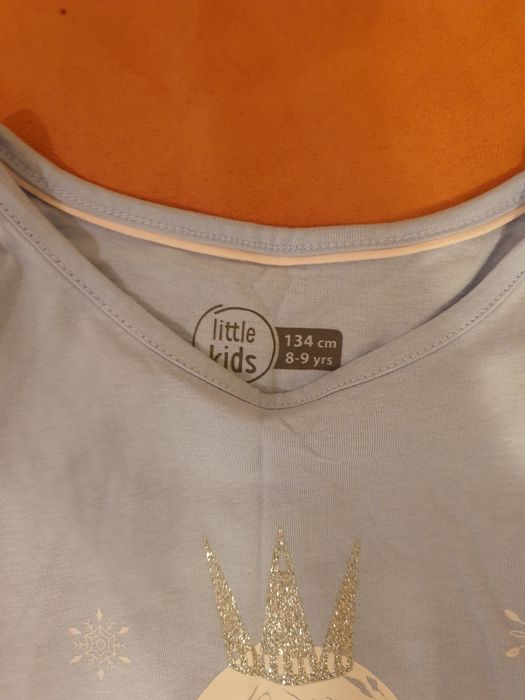 little
kids
134 cm
8-9 yrs